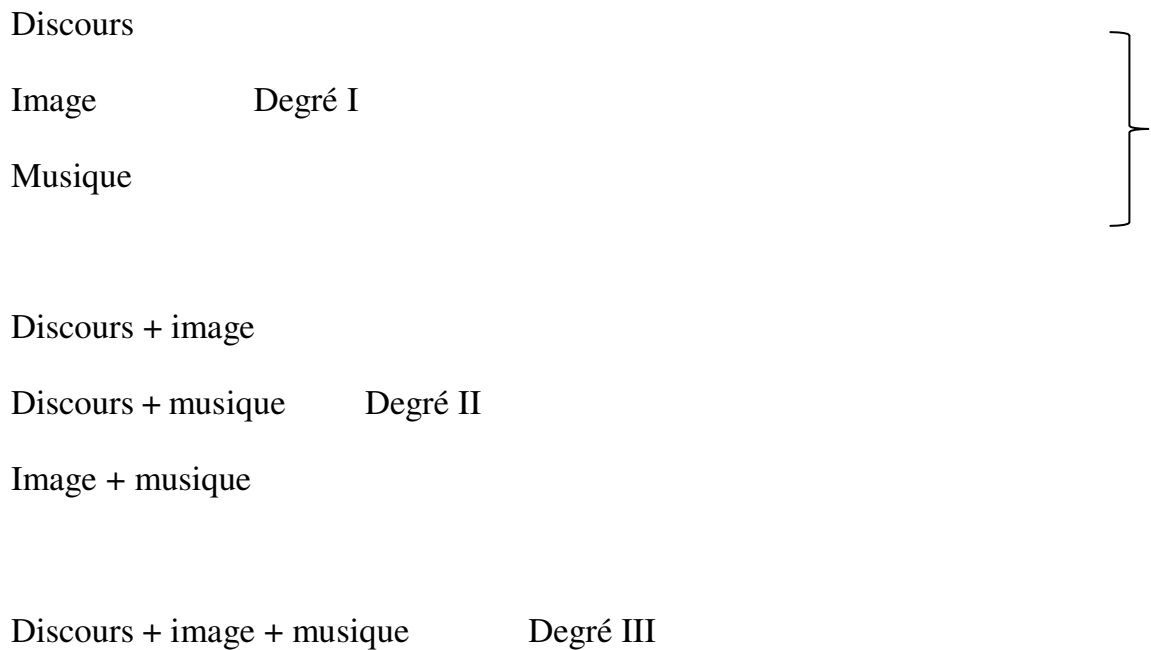 Discours
Image Degré I
Musique
Discours + image
Discours + musique Degré II
Image + musique
Discours + image + musique Degré III